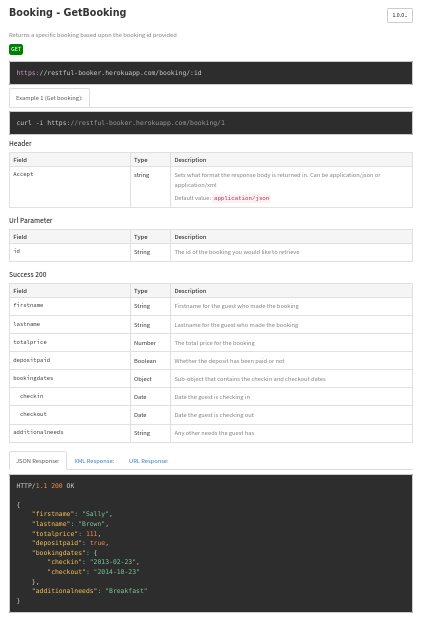 Booking - GetBooking
1.0.0
Returns a specific booking based upon the booking id provided
GET
https://restful-booker.herokuapp.com/booking/:id
Example 1 (Get booking):
curl -i https://restful-booker.herokuapp.com/booking/1
Header
Field Type Description
Accept string Sets what format the response body is returned in. Can be application/json or
application/xml
Default value: application/json
Url Parameter
Field Type Description
id String The id of the booking you would like to retrieve
Success 200
Field Type Description
firstname String Firstname for the guest who made the booking
lastname String Lastname for the guest who made the booking
totalprice Number The total price for the booking
depositpaid Boolean Whether the deposit has been paid or not
bookingdates Object Sub-object that contains the checkin and checkout dates
checkin Date Date the guest is checking in
checkout Date Date the guest is checking out
additionalneeds String Any other needs the guest has
JSON Response: XML Response: URL Response:
HTTP/1.1 200 OK
{
"firstname": "Sally",
"lastname": "Brown",
"totalprice": 111,
"depositpaid": true,
"bookingdates": {
"checkin": "2013-02-23",
"checkout": "2014-10-23"
},
"additionalneeds": "Breakfast"
}